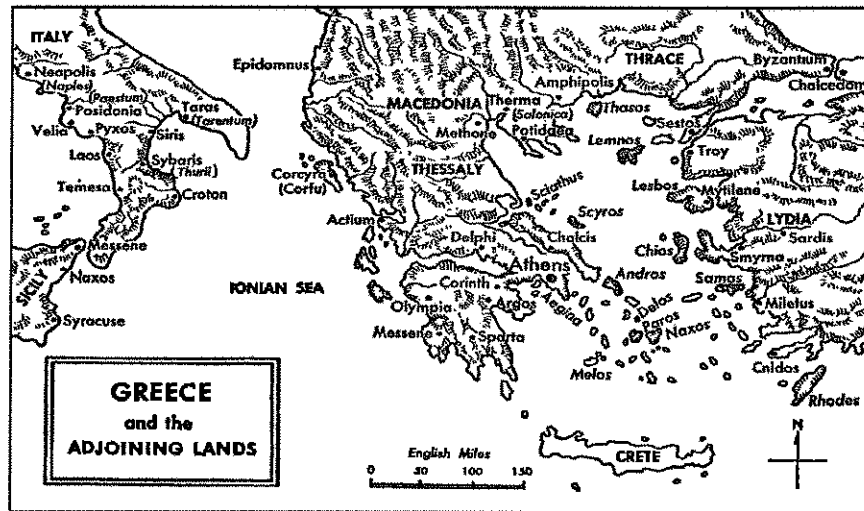 ITALY
Neapolis
(Naples)
(Paestum)
Posidonia
Velia
Pyxos
Taras
(Tarentum)
Siris
Laos
Sybaris
(Thurii)
Temesa
Croton
Messene
SICILY
Naxos
Syracuse
Epidomnus
MACEDONIA
Methone
Therma
(Salonica)
Potidaea
Amphipolis
THRACE
Thasos
Byzantium
Chalcedon
Sestos
Lemnos
Troy
Corcyra
(Corfu)
THESSALY
Sciathus
Lesbos
Mytilene
Scyros
Actium
LYDIA
Delphi
Chalcis
Sardis
Chios
Smyrna
Athens
Andros
Samos
IONIAN SEA
Corinth
Olympia
Argos
Aegina
Delos
Miletus
Paros
Naxos
Messene
Sparta
Melos
Cnidos
Rhodes
GREECE
and the
ADJOINING LANDS
English Miles
0 50 100 150
CRETE
N